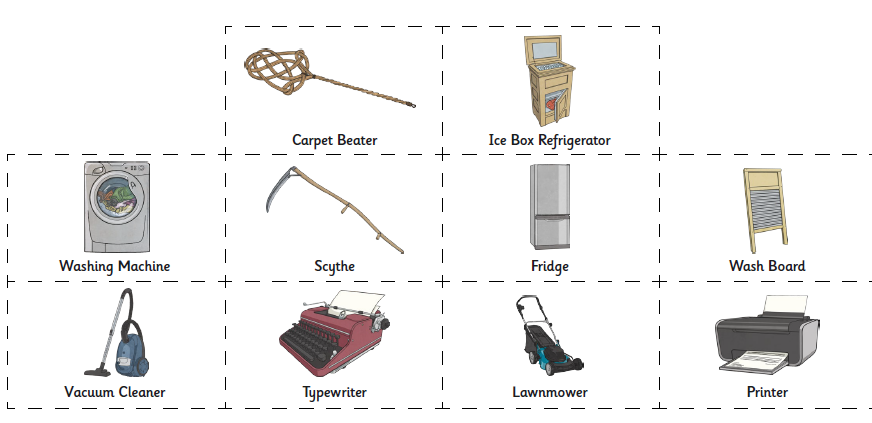 Carpet Beater
Ice Box Refrigerator
Washing Machine
Scythe
Fridge
Wash Board
Vacuum Cleaner
Typewriter
Lawnmower
Printer